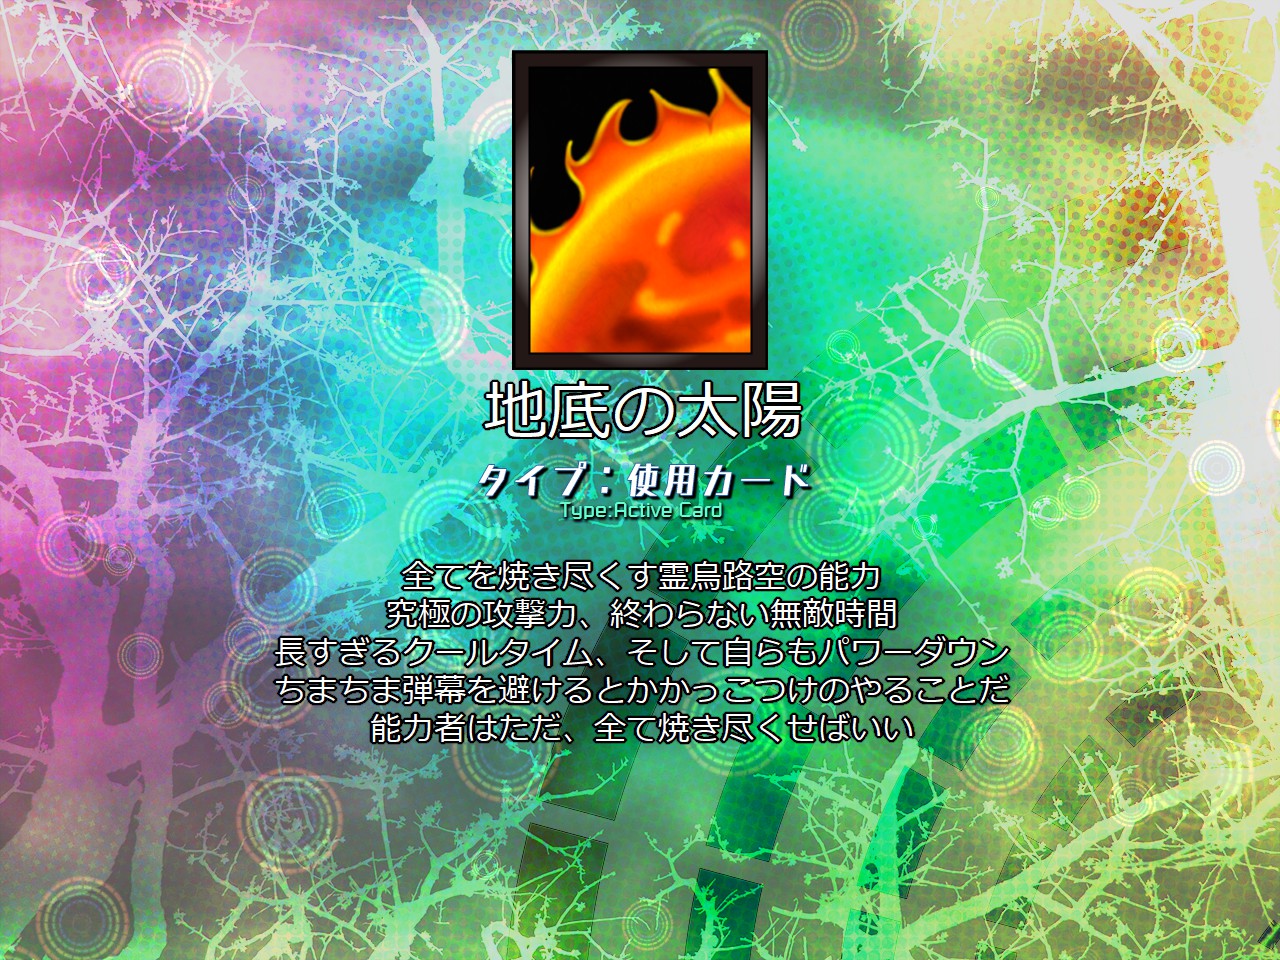 地底の太陽
タイプ：使用カード
Type:Active Card
全てを焼き尽くす霊烏路空の能力
究極の攻撃力、終わらない無敵時間
長すぎるクールタイム、そして自らもパワーダウン
ちまちま弾幕を避けるとかかっこつけのやることだ
能力者はただ、全て焼き尽くせばいい